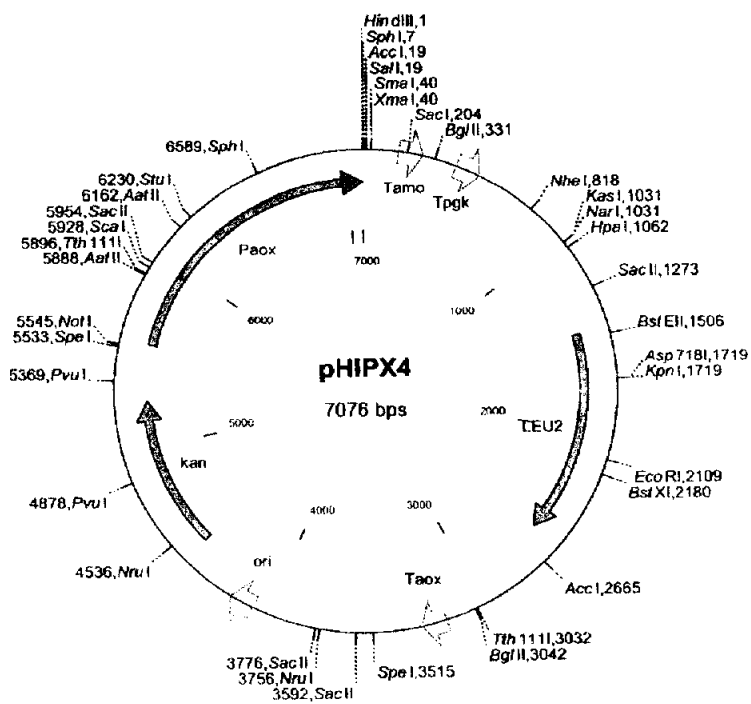 HindIII,1
SphI,7
AccI,19
SalI,19
SmaI,40
XmaI,40
SacI,204
BglII,331
Tamo
Tpgk
NheI,818
KasI,1031
NarI,1031
HpaI,1062
SacII,1273
BstEII,1506
Asp718I,1719
KpnI,1719
EcoRI,2109
BstXI,2180
AccI,2665
Tth111I,3032
BglII,3042
SpeI,3515
3592,SacII
3756,NruI
3776,SacII
4536,NruI
4878,PvuI
5369,PvuI
5533,SpeI
5545,NotI
5888,AatII
5896,Tth111I
5928,ScaI
5954,SacII
6162,AatII
6230,StuI
6589,SphI
Paox
7000
1000
6000
pHIPX4
7076 bps
2000
LEU2
5000
kan
4000
3000
ori
Taox